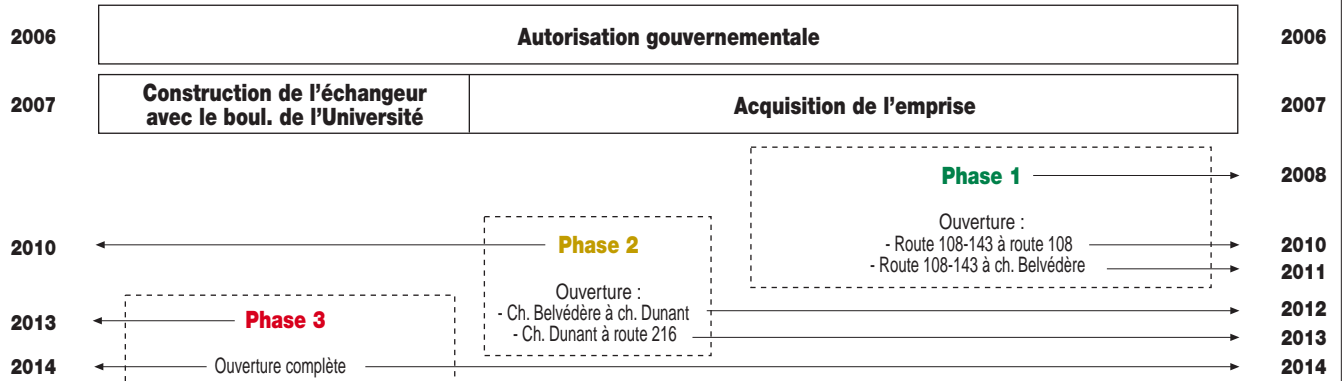 2006 Autorisation gouvernementale 2006
2007 Construction de l'échangeur
avec le boul. de l'Université Acquisition de l'emprise 2007
Phase 1 2008
Ouverture :
2010 Phase 2 - Route 108-143 à route 108 2010
- Route 108-143 à ch. Belvédère 2011
Ouverture :
- Ch. Belvédère à ch. Dunant 2012
2013 Phase 3 - Ch. Dunant à route 216 2013
2014 Ouverture complète 2014